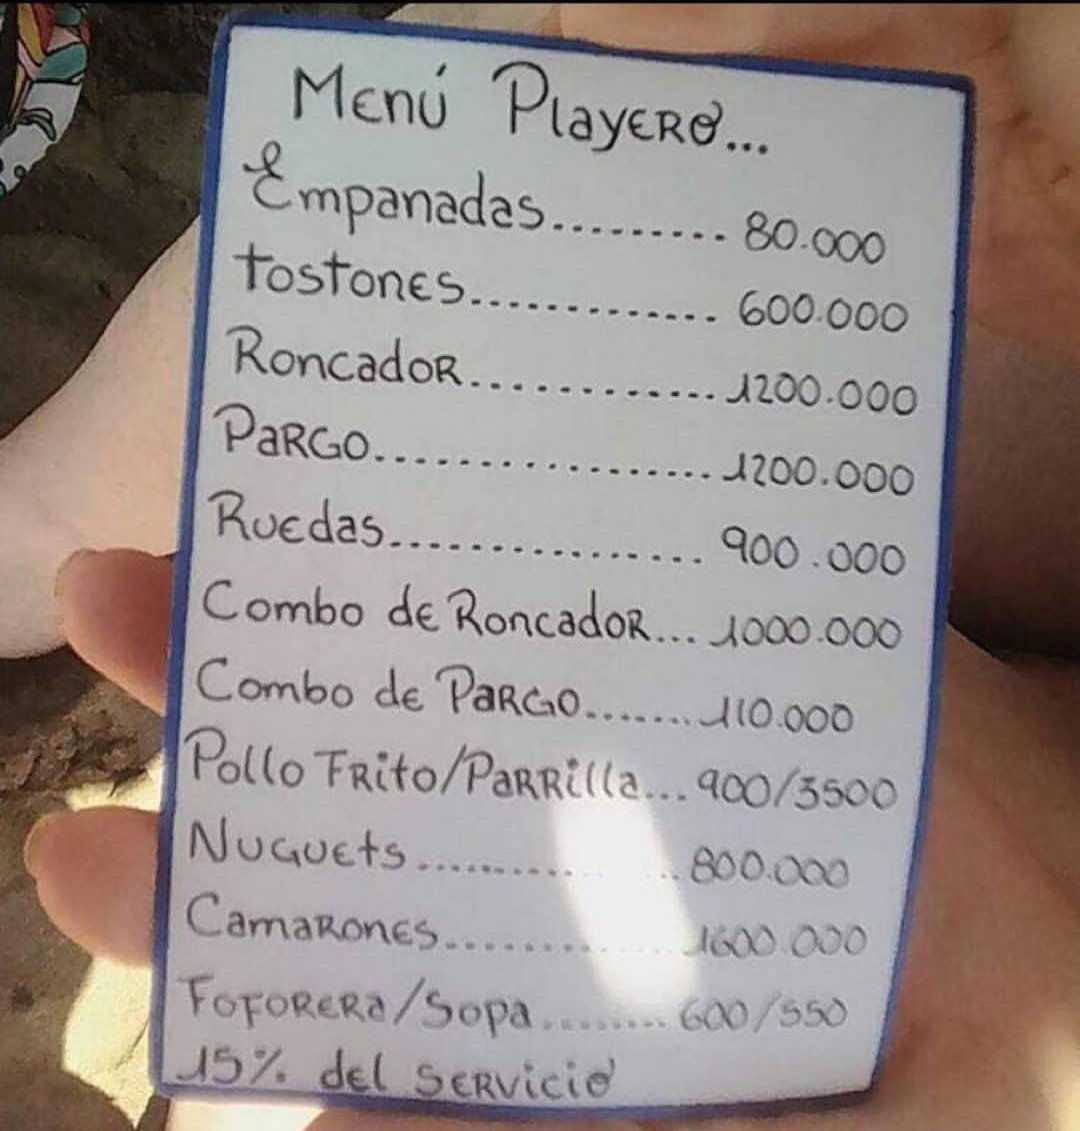 Menú Playero...
Empanadas......... 80.000
tostones............. 600.000
Roncador............. 1200.000
Pargo.................. 1200.000
Ruedas................ 900.000
Combo de Roncador... 1000.000
Combo de Pargo....... 110.000
Pollo Frito/Parrilla... 900/3500
Nuguets ............. 800.000
Camarones............. 1600.000
Foforera/Sopa........ 600/550
15% del servicio